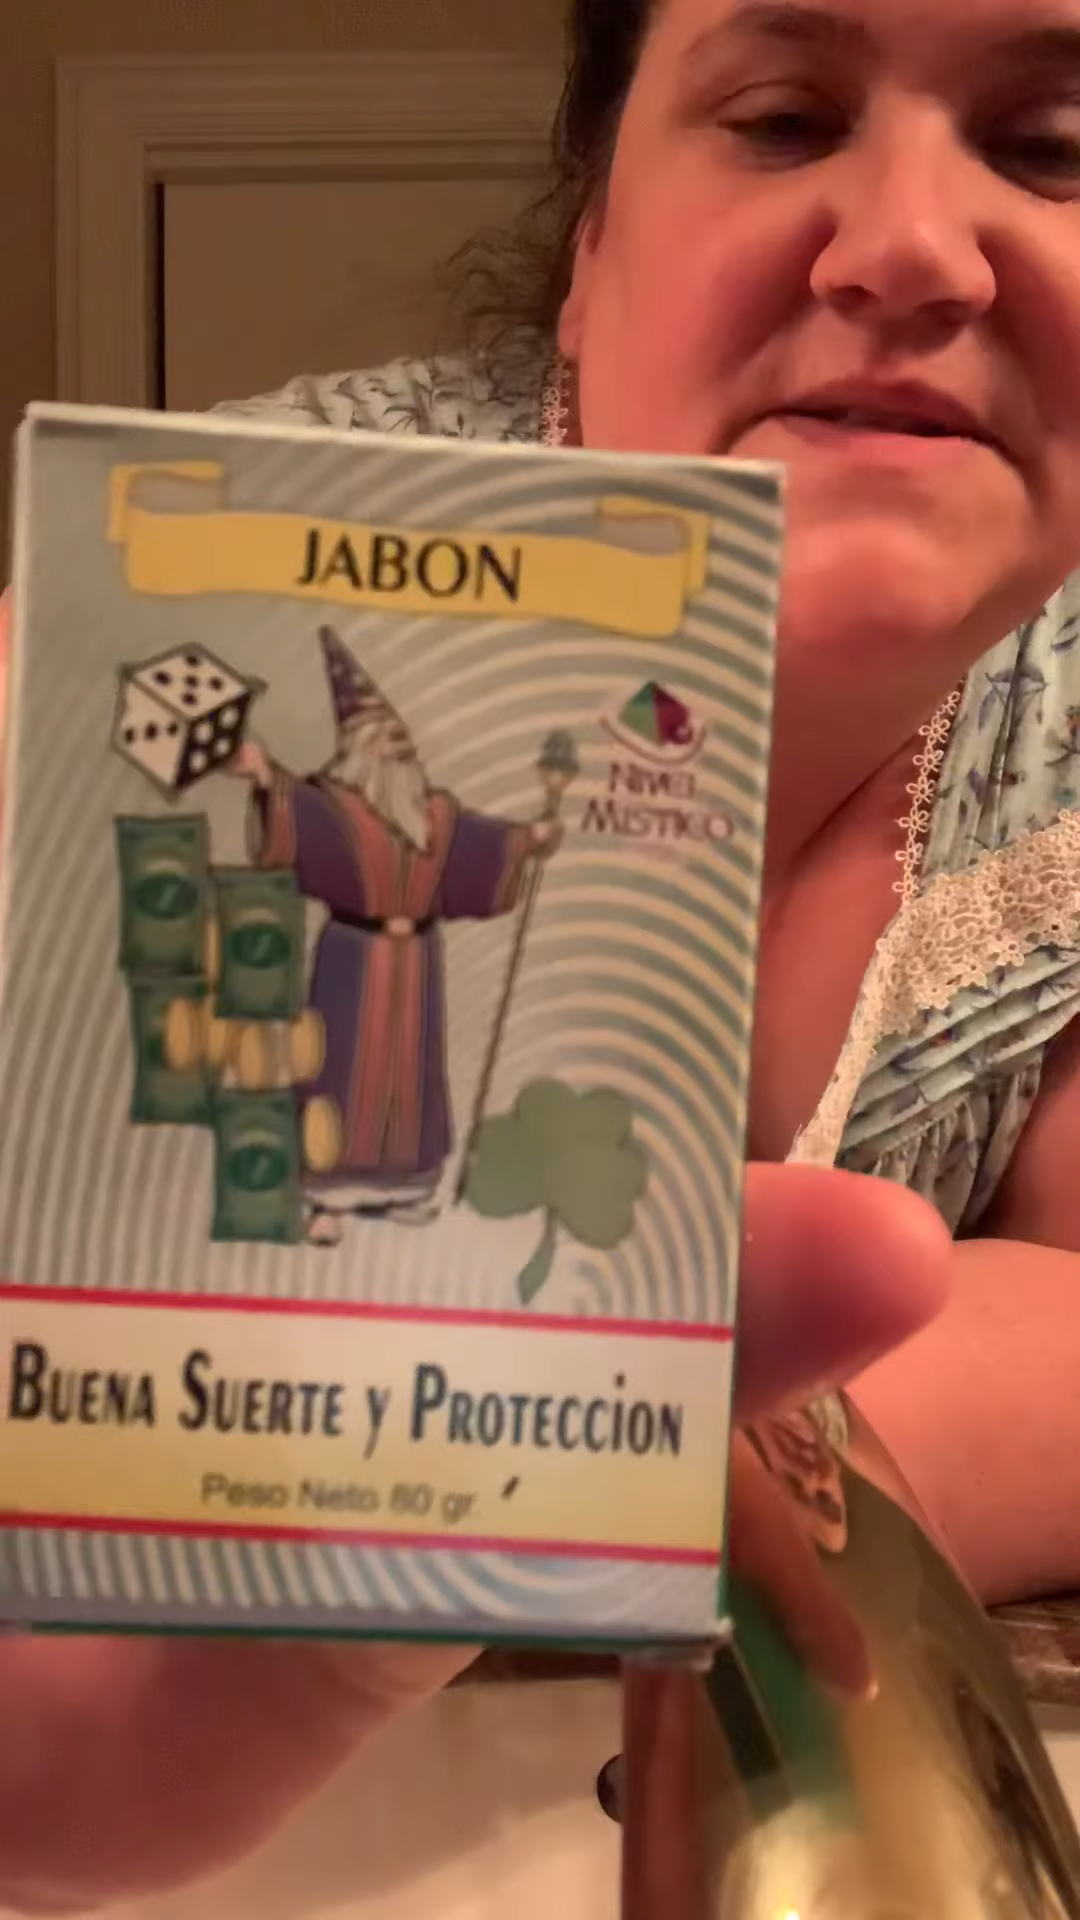 JABON
NIVEL
MISTICO
BUENA SUERTE y PROTECCION
Peso Neto 80 gr.